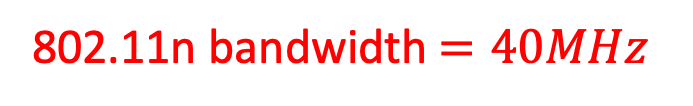 802.11n bandwidth = 40MHz